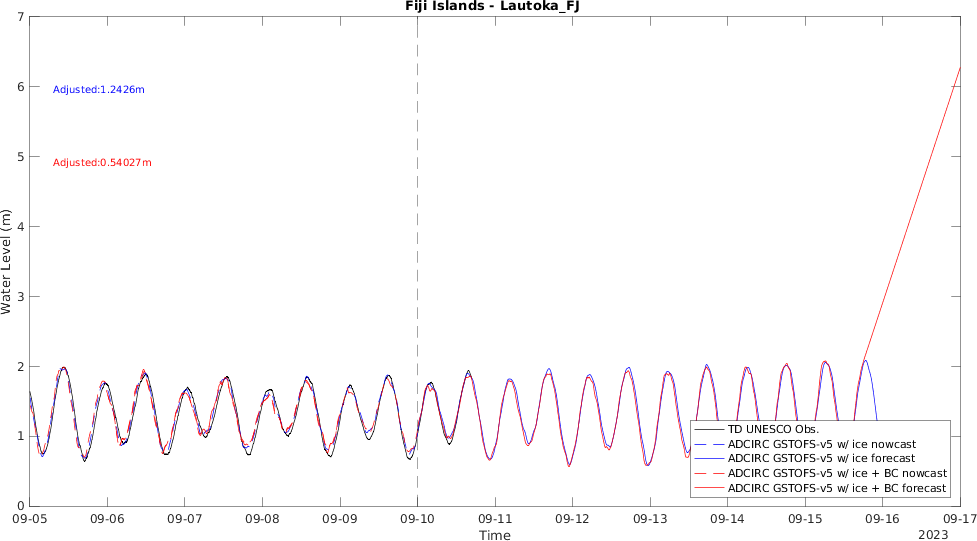 Fiji Islands - Lautoka_FJ
7
6
5
4
3
2
1
0
Water Level (m)
Adjusted:1.2426m
Adjusted:0.54027m
TD UNESCO Obs.
ADCIRC GSTOFS-v5 w/ ice nowcast
ADCIRC GSTOFS-v5 w/ ice forecast
ADCIRC GSTOFS-v5 w/ ice + BC nowcast
ADCIRC GSTOFS-v5 w/ ice + BC forecast
09-05 09-06 09-07 09-08 09-09 09-10 09-11 09-12 09-13 09-14 09-15 09-16 09-17
Time
2023